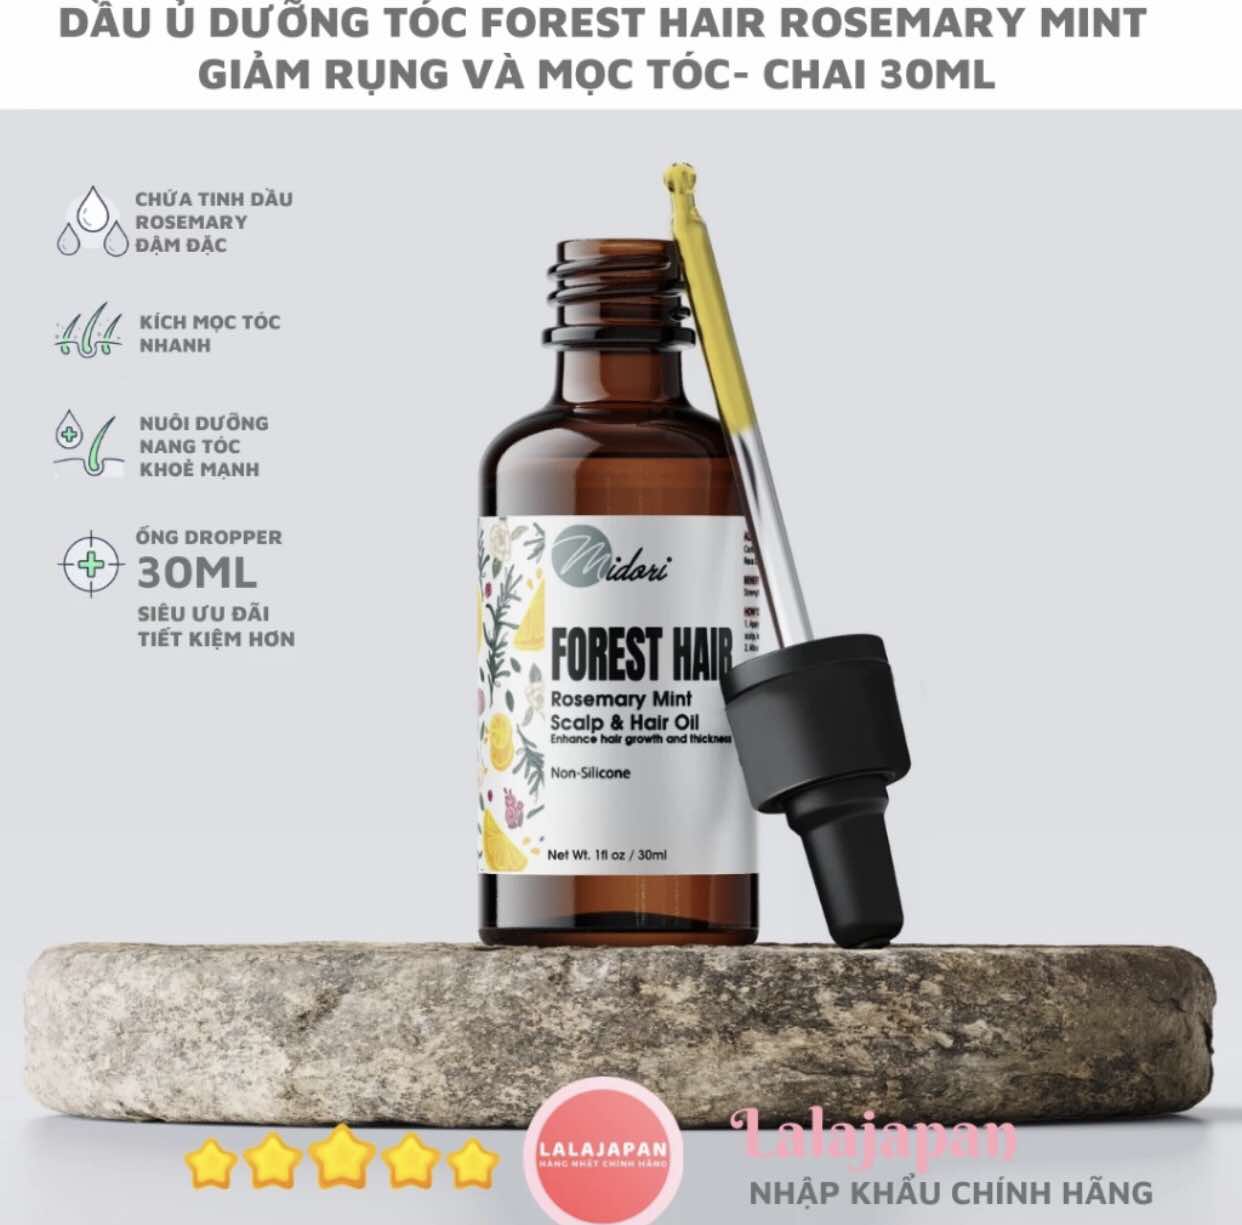 DẦU Ủ DƯỠNG TÓC FOREST HAIR ROSEMARY MINT
GIẢM RỤNG VÀ MỌC TÓC- CHAI 30ML
CHỨA TINH DẦU
ROSEMARY
ĐẬM ĐẶC
KÍCH MỌC TÓC
NHANH
NUÔI DƯỠNG
NANG TÓC
KHOẺ MẠNH
ỐNG DROPPER
30ML
SIÊU ƯU ĐÃI
TIẾT KIỆM HƠN
Midori
FOREST HAIR
Rosemary Mint
Scalp & Hair Oil
Enhance hair growth and thickness
Non-Silicone
Net Wt. 1fl oz / 30ml
LALAJAPAN
HÀNG NHẬT CHÍNH HÃNG
Lalajapan
NHẬP KHẨU CHÍNH HÃNG